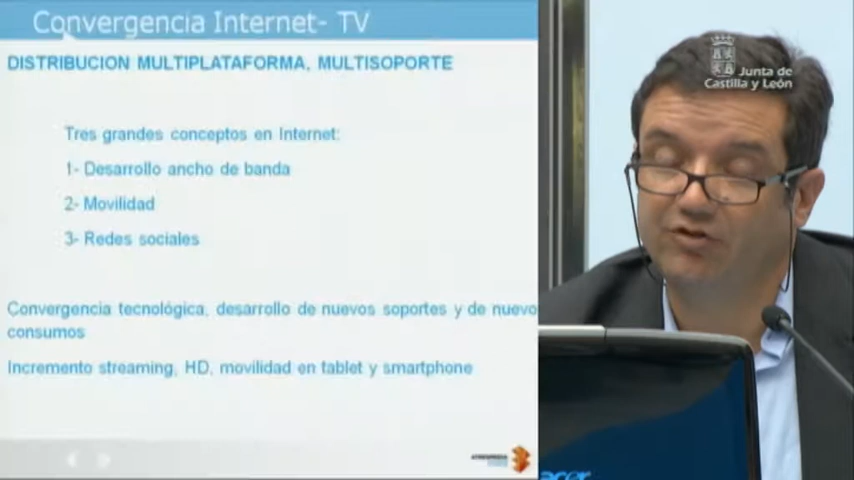 Convergencia Internet- TV
DISTRIBUCION MULTIPLATAFORMA, MULTISOPORTE
Tres grandes conceptos en Internet:
1- Desarrollo ancho de banda
2- Movilidad
3- Redes sociales
Convergencia tecnológica, desarrollo de nuevos soportes y de nuevo
consumos
Incremento streaming, HD, movilidad en tablet y smartphone
Junta de
Castilla y León
acer